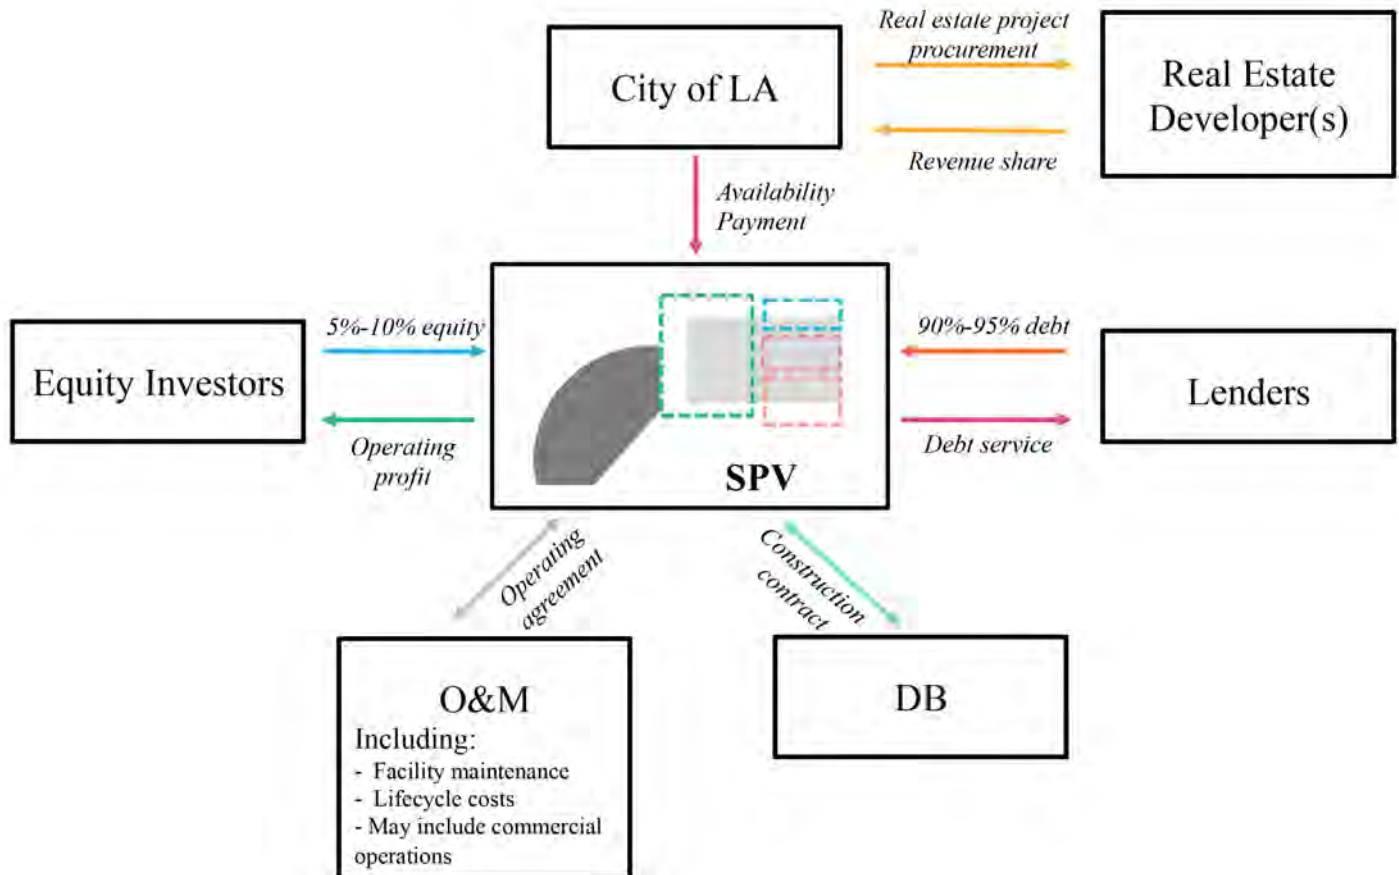 City of LA
Real estate project
procurement
Revenue share
Real Estate
Developer(s)
Availability
Payment
5%-10% equity
Equity Investors
Operating
profit
SPV
90%-95% debt
Lenders
Debt service
Operating
agreement
Construction
contract
O&M
Including:
- Facility maintenance
- Lifecycle costs
- May include commercial
operations
DB